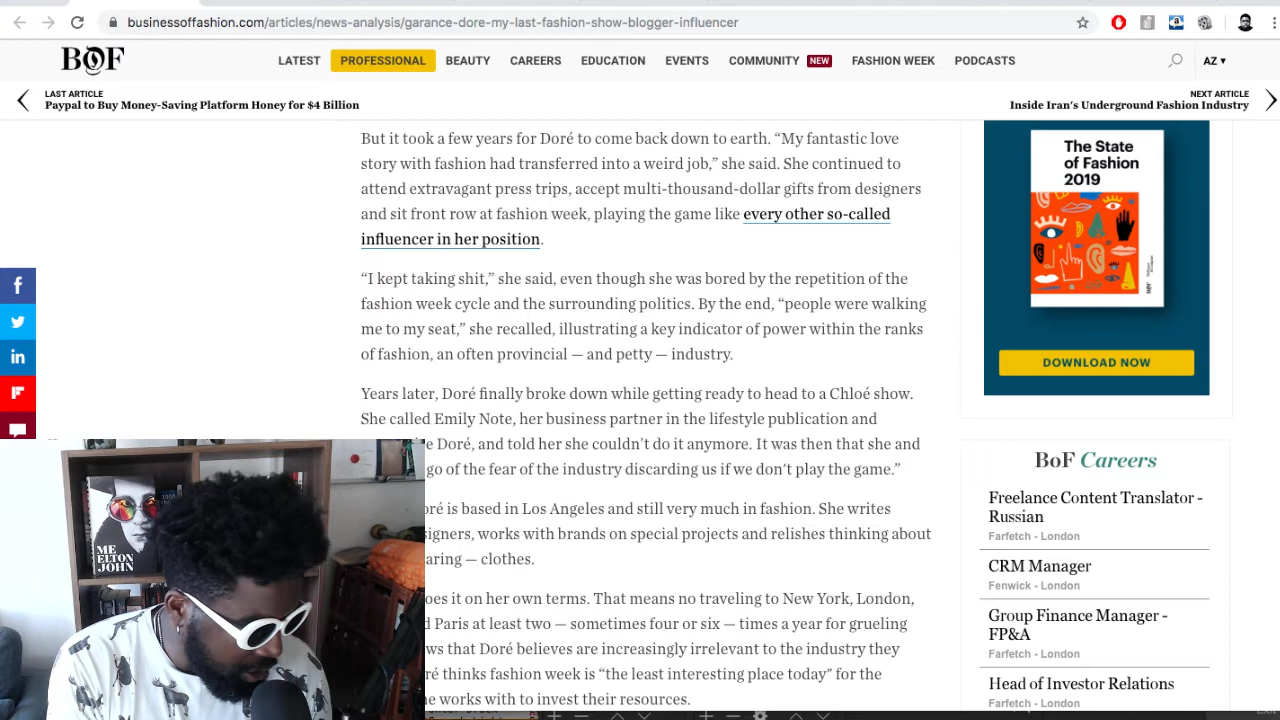 businessoffashion.com/articles/news-analysis/garance-dore-my-last-fashion-show-blogger-influencer
BOF
LATEST PROFESSIONAL BEAUTY CAREERS EDUCATION EVENTS COMMUNITY NEW FASHION WEEK PODCASTS AZ
LAST ARTICLE
Paypal to Buy Money-Saving Platform Honey for $4 Billion
NEXT ARTICLE
Inside Iran's Underground Fashion Industry
But it took a few years for Doré to come back down to earth. “My fantastic love
story with fashion had transferred into a weird job,” she said. She continued to
attend extravagant press trips, accept multi-thousand-dollar gifts from designers
and sit front row at fashion week, playing the game like every other so-called
influencer in her position.
“I kept taking shit,” she said, even though she was bored by the repetition of the
fashion week cycle and the surrounding politics. By the end, “people were walking
me to my seat,” she recalled, illustrating a key indicator of power within the ranks
of fashion, an often provincial — and petty — industry.
Years later, Doré finally broke down while getting ready to head to a Chloé show.
She called Emily Note, her business partner in the lifestyle publication and
e Doré, and told her she couldn’t do it anymore. It was then that she and
go of the fear of the industry discarding us if we don't play the game.”
oré is based in Los Angeles and still very much in fashion. She writes
signers, works with brands on special projects and relishes thinking about
aring — clothes.
oes it on her own terms. That means no traveling to New York, London,
d Paris at least two — sometimes four or six — times a year for grueling
ws that Doré believes are increasingly irrelevant to the industry they
ré thinks fashion week is “the least interesting place today” for the
e works with to invest their resources.
The State
of Fashion
2019
DOWNLOAD NOW
BoF Careers
Freelance Content Translator -
Russian
Farfetch - London
CRM Manager
Fenwick - London
Group Finance Manager -
FP&A
Farfetch - London
Head of Investor Relations
Farfetch - London
ME
ELTON
JOHN